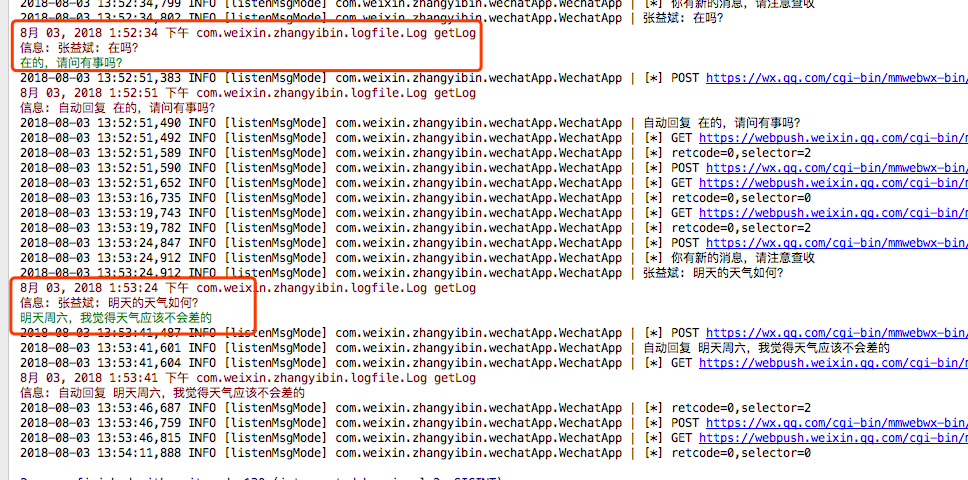 2018-08-03 13:52:34,799 INFO [listenMsgMode] com.weixin.zhangyibin.wechatApp.WechatApp | [*] 你有新的消息，请注意查收
2018-08-03 13:52:34,802 INFO [listenMsgMode] com.weixin.zhangyibin.wechatApp.WechatApp | 张益斌: 在吗?
8月 03, 2018 1:52:34 下午 com.weixin.zhangyibin.logfile.Log getLog
信息: 张益斌: 在吗?
在的，请问有事吗?
2018-08-03 13:52:51,383 INFO [listenMsgMode] com.weixin.zhangyibin.wechatApp.WechatApp | [*] POST https://wx.qq.com/cgi-bin/mmwebwx-bin/
8月 03, 2018 1:52:51 下午 com.weixin.zhangyibin.logfile.Log getLog
信息: 自动回复 在的，请问有事吗?
2018-08-03 13:52:51,490 INFO [listenMsgMode] com.weixin.zhangyibin.wechatApp.WechatApp | 自动回复 在的，请问有事吗?
2018-08-03 13:52:51,492 INFO [listenMsgMode] com.weixin.zhangyibin.wechatApp.WechatApp | [*] GET https://webpush.weixin.qq.com/cgi-bin/
2018-08-03 13:52:51,589 INFO [listenMsgMode] com.weixin.zhangyibin.wechatApp.WechatApp | [*] retcode=0,selector=2
2018-08-03 13:52:51,590 INFO [listenMsgMode] com.weixin.zhangyibin.wechatApp.WechatApp | [*] POST https://wx.qq.com/cgi-bin/mmwebwx-bin/
2018-08-03 13:52:51,652 INFO [listenMsgMode] com.weixin.zhangyibin.wechatApp.WechatApp | [*] GET https://webpush.weixin.qq.com/cgi-bin/
2018-08-03 13:53:16,735 INFO [listenMsgMode] com.weixin.zhangyibin.wechatApp.WechatApp | [*] retcode=0,selector=0
2018-08-03 13:53:19,743 INFO [listenMsgMode] com.weixin.zhangyibin.wechatApp.WechatApp | [*] GET https://webpush.weixin.qq.com/cgi-bin/
2018-08-03 13:53:19,782 INFO [listenMsgMode] com.weixin.zhangyibin.wechatApp.WechatApp | [*] retcode=0,selector=2
2018-08-03 13:53:24,847 INFO [listenMsgMode] com.weixin.zhangyibin.wechatApp.WechatApp | [*] POST https://wx.qq.com/cgi-bin/mmwebwx-bin/
2018-08-03 13:53:24,912 INFO [listenMsgMode] com.weixin.zhangyibin.wechatApp.WechatApp | [*] 你有新的消息，请注意查收
2018-08-03 13:53:24,912 INFO [listenMsgMode] com.weixin.zhangyibin.wechatApp.WechatApp | 张益斌: 明天的天气如何?
8月 03, 2018 1:53:24 下午 com.weixin.zhangyibin.logfile.Log getLog
信息: 张益斌: 明天的天气如何?
明天周六，我觉得天气应该不会差的
2018-08-03 13:53:41,487 INFO [listenMsgMode] com.weixin.zhangyibin.wechatApp.WechatApp | [*] POST https://wx.qq.com/cgi-bin/mmwebwx-bin/
2018-08-03 13:53:41,601 INFO [listenMsgMode] com.weixin.zhangyibin.wechatApp.WechatApp | 自动回复 明天周六，我觉得天气应该不会差的
2018-08-03 13:53:41,604 INFO [listenMsgMode] com.weixin.zhangyibin.wechatApp.WechatApp | [*] GET https://webpush.weixin.qq.com/cgi-bin/
8月 03, 2018 1:53:41 下午 com.weixin.zhangyibin.logfile.Log getLog
信息: 自动回复 明天周六，我觉得天气应该不会差的
2018-08-03 13:53:46,687 INFO [listenMsgMode] com.weixin.zhangyibin.wechatApp.WechatApp | [*] retcode=0,selector=2
2018-08-03 13:53:46,759 INFO [listenMsgMode] com.weixin.zhangyibin.wechatApp.WechatApp | [*] POST https://wx.qq.com/cgi-bin/mmwebwx-bin/
2018-08-03 13:53:46,815 INFO [listenMsgMode] com.weixin.zhangyibin.wechatApp.WechatApp | [*] GET https://webpush.weixin.qq.com/cgi-bin/
2018-08-03 13:54:11,888 INFO [listenMsgMode] com.weixin.zhangyibin.wechatApp.WechatApp | [*] retcode=0,selector=0